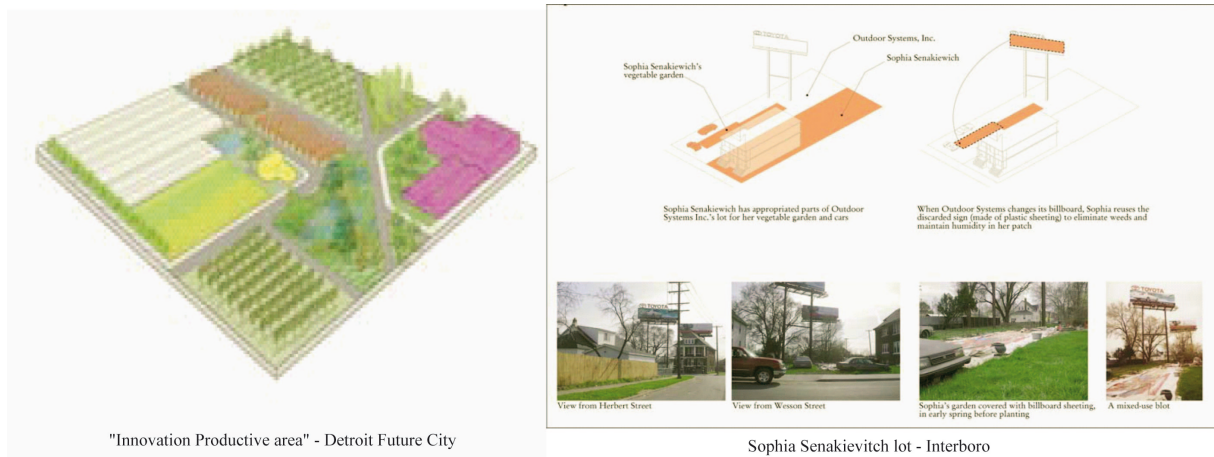 TOYOTA
Outdoor Systems, Inc.
Sophia Senakiewich
Sophia Senakiewich's
vegetable garden
Sophia Senakiewich has appropriated parts of Outdoor
Systems Inc.'s lot for her vegetable garden and cars
When Outdoor Systems changes its billboard, Sophia reuses the
discarded sign (made of plastic sheeting) to eliminate weeds and
maintain humidity in her patch
TOYOTA
TOYOTA
TOYOTA
View from Herbert Street
View from Wesson Street
Sophia's garden covered with billboard sheeting,
in early spring before planting
A mixed-use blot
"Innovation Productive area" - Detroit Future City
Sophia Senakievitch lot - Interboro